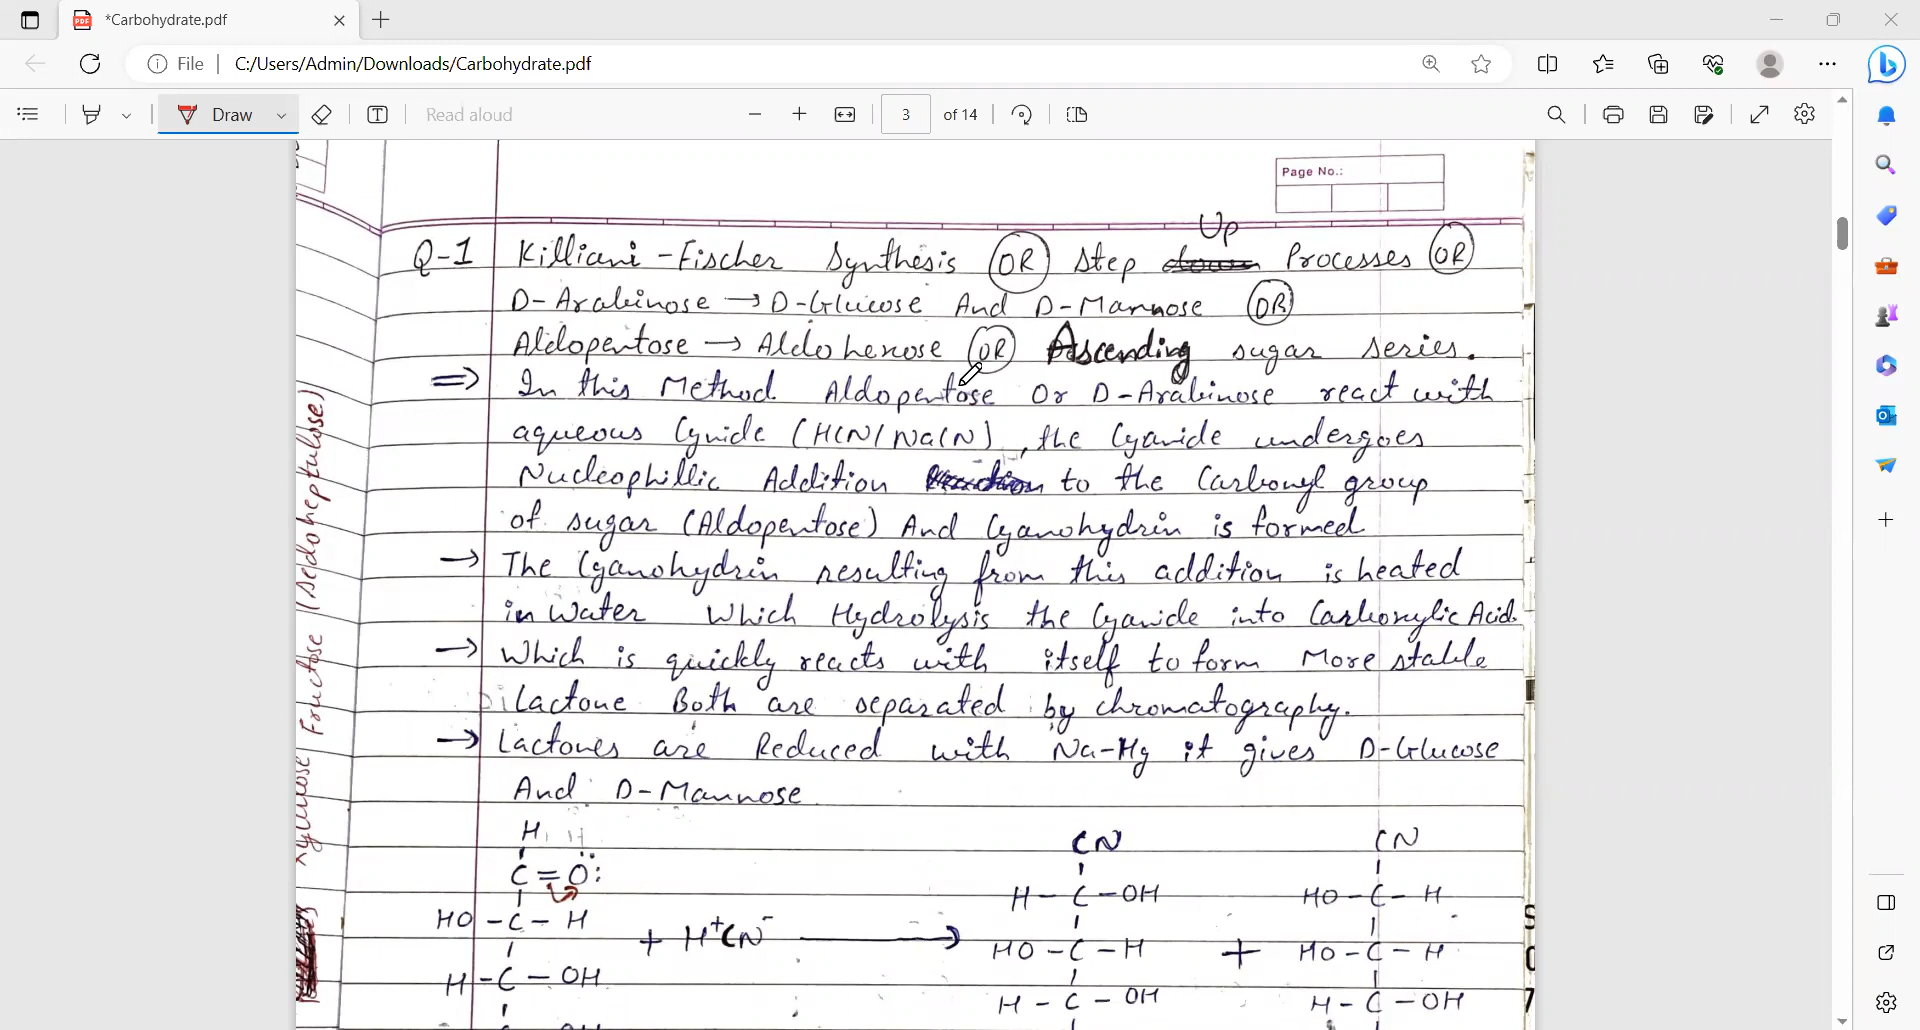 *Carbohydrate.pdf
File | C:/Users/Admin/Downloads/Carbohydrate.pdf
Draw
Read aloud
3 of 14
Page No.:
Up
Q-1 Killiani-Fischer Synthesis OR Step Processes OR
D-Arabinose → D-Glucose And D-Mannose OR
Aldopentose → Aldohexose OR Ascending sugar series.
⇒ In this Method Aldopentose Or D-Arabinose react with
aqueous Cynide (HCN/NaCN), the Cyanide undergoes
Nucleophillic Addition to the Carbonyl group
of sugar (Aldopentose) And Cyanohydrin is formed
→ The Cyanohydrin resulting from this addition is heated
in Water Which Hydrolysis the Cyanide into Carboxylic Acid.
→ Which is quickly reacts with itself to form More stable
Lactone Both are separated by chromatography.
→ Lactones are Reduced with Na-Hg it gives D-Glucose
And D-Mannose
H CN CN
C=O:
H-C-OH HO-C-H
HO-C-H + H⁺CN⁻ → HO-C-H + HO-C-H
H-C-OH H-C-OH H-C-OH
Fructose (Sedoheptulose)